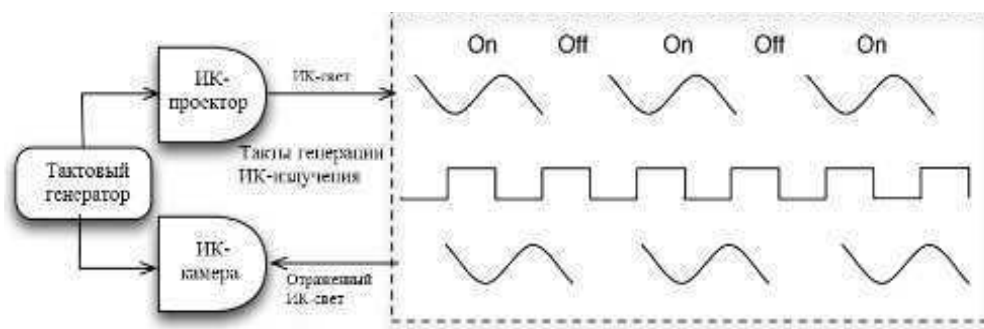 On Off On Off On
ИК-
проектор
ИК-свет
Такты генерации
ИК-излучения
Тактовый
генератор
ИК-
камера
Отраженный
ИК-свет